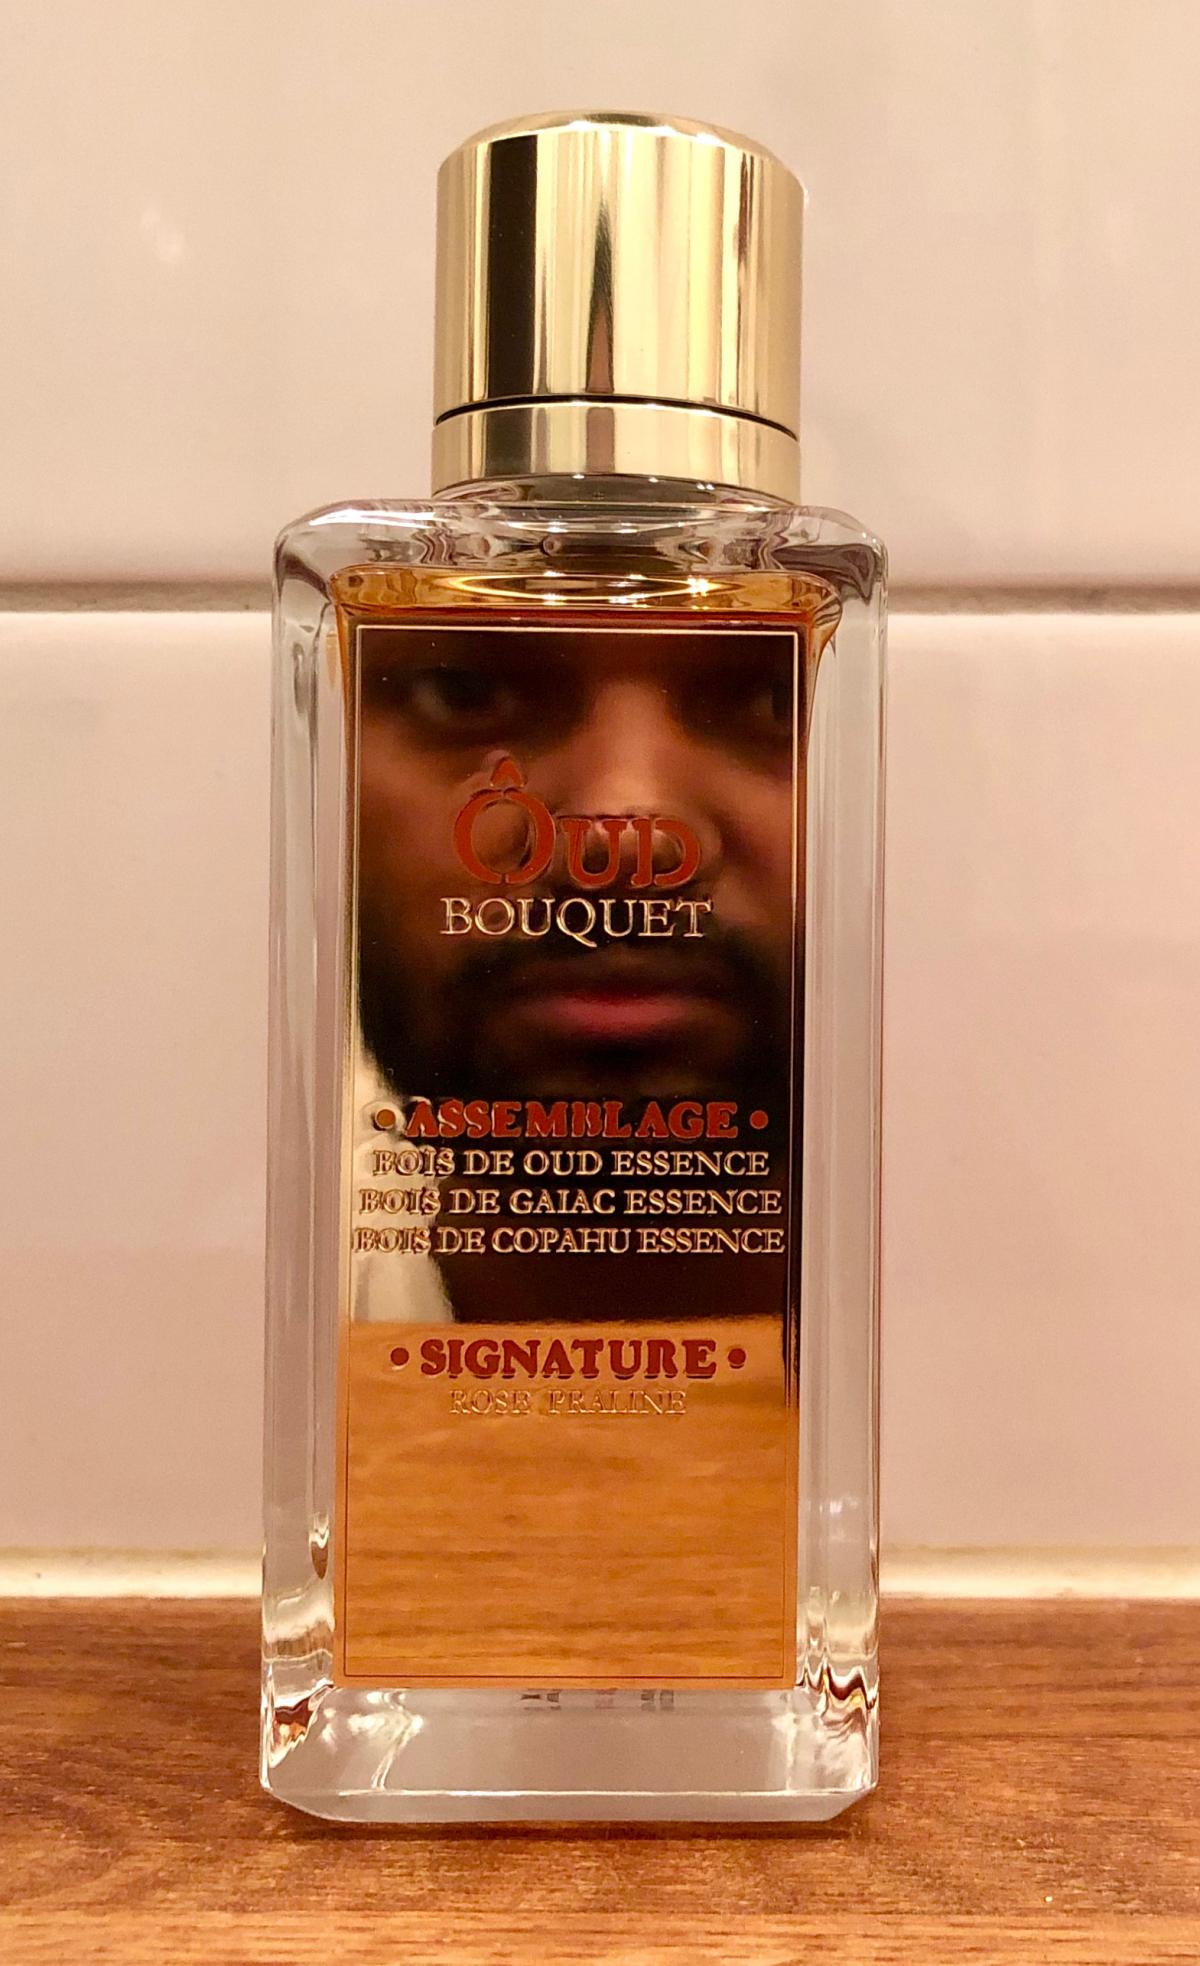 Ôud
BOUQUET
• ASSEMBLAGE •
BOIS DE OUD ESSENCE
BOIS DE GAIAC ESSENCE
BOIS DE COPAHU ESSENCE
• SIGNATURE •
ROSE PRALINE